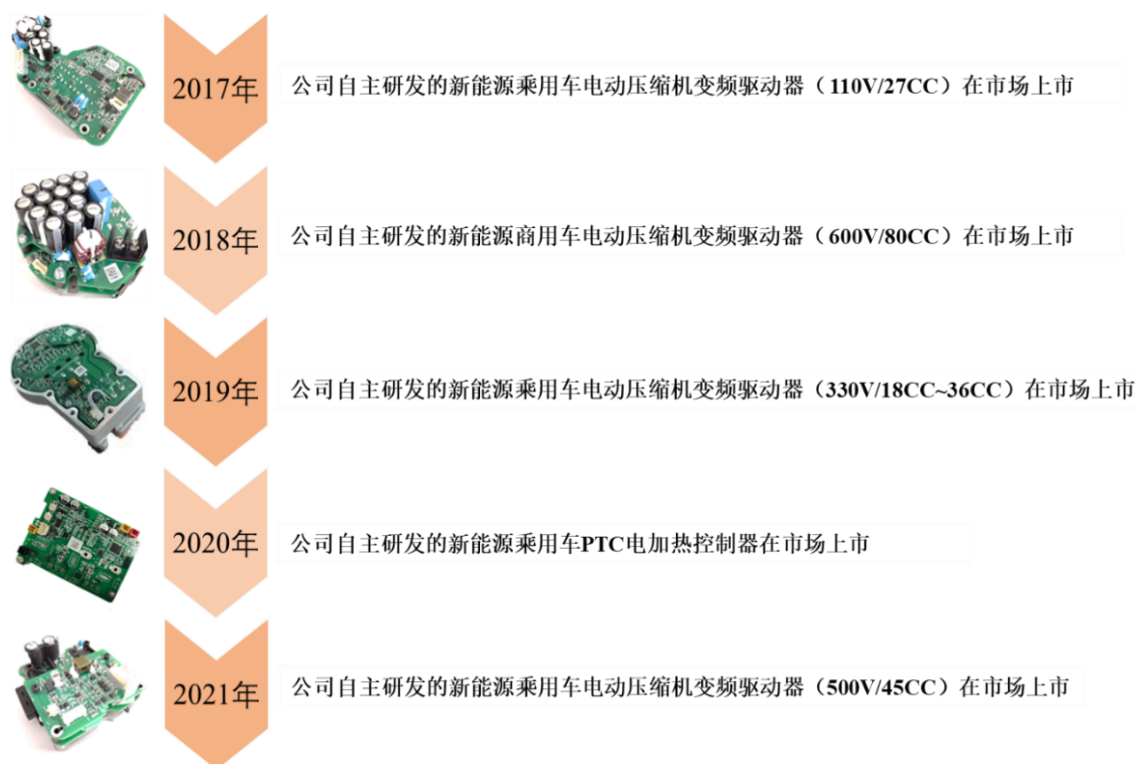 2017年
公司自主研发的新能源乘用车电动压缩机变频驱动器（110V/27CC）在市场上市
2018年
公司自主研发的新能源商用车电动压缩机变频驱动器（600V/80CC）在市场上市
2019年
公司自主研发的新能源乘用车电动压缩机变频驱动器（330V/18CC~36CC）在市场上市
2020年
公司自主研发的新能源乘用车PTC电加热控制器在市场上市
2021年
公司自主研发的新能源乘用车电动压缩机变频驱动器（500V/45CC）在市场上市